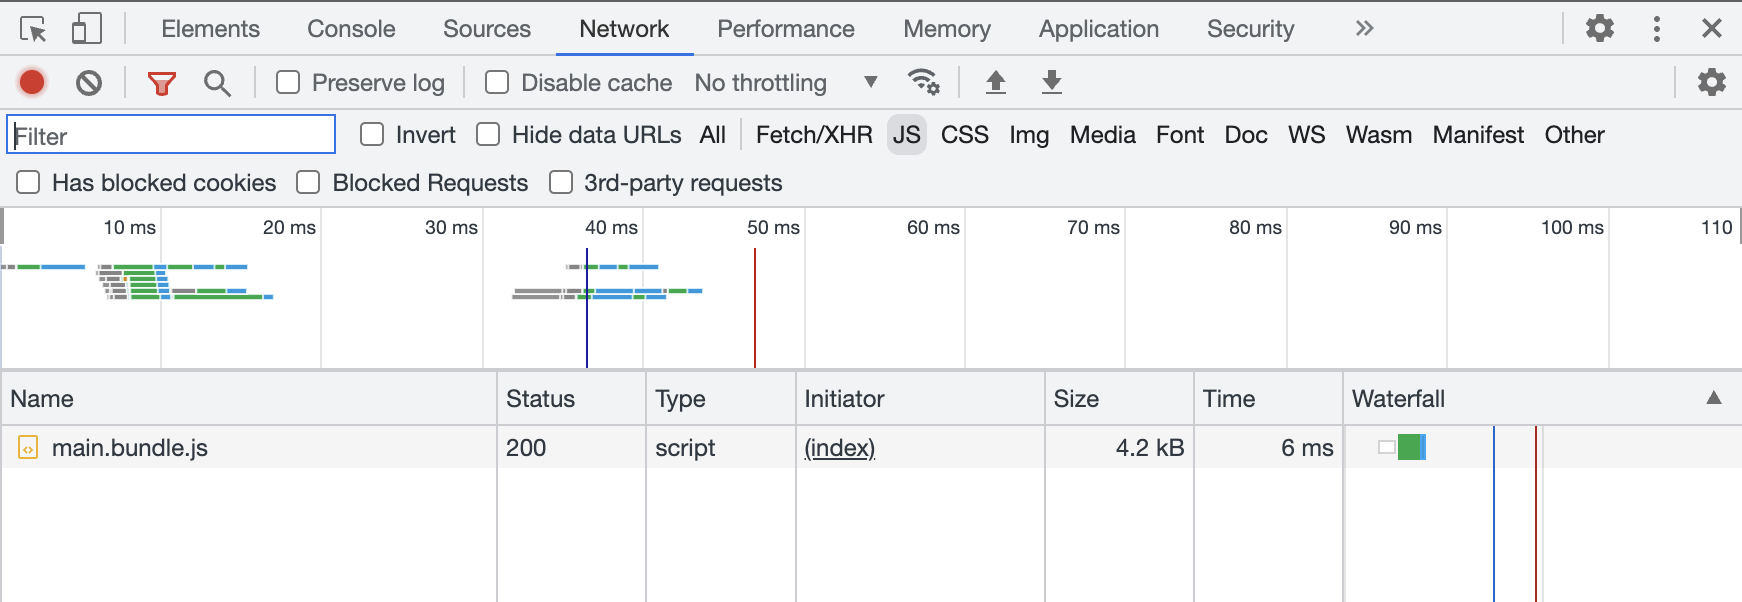 Elements Console Sources Network Performance Memory Application Security
Preserve log Disable cache No throttling
Filter Invert Hide data URLs All Fetch/XHR JS CSS Img Media Font Doc WS Wasm Manifest Other
Has blocked cookies Blocked Requests 3rd-party requests
10 ms 20 ms 30 ms 40 ms 50 ms 60 ms 70 ms 80 ms 90 ms 100 ms 110
Name Status Type Initiator Size Time Waterfall
main.bundle.js 200 script (index) 4.2 kB 6 ms